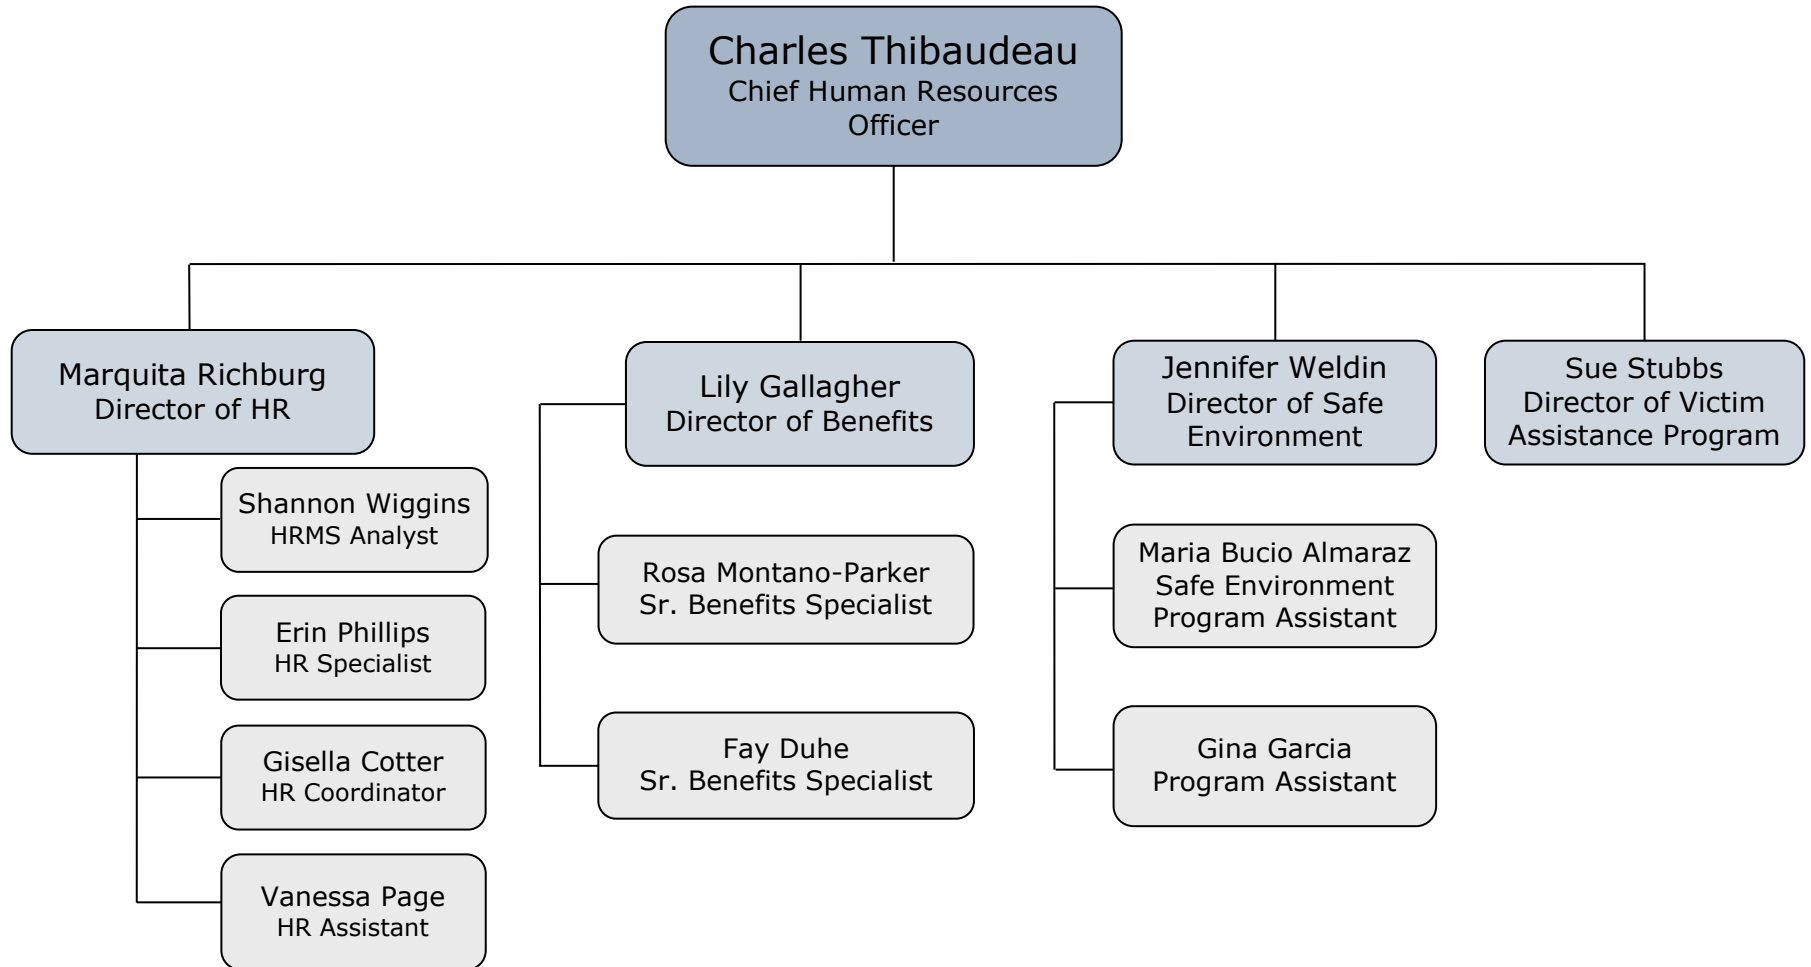 Charles Thibaudeau
Chief Human Resources
Officer
Marquita Richburg
Director of HR
Shannon Wiggins
HRMS Analyst
Erin Phillips
HR Specialist
Gisella Cotter
HR Coordinator
Vanessa Page
HR Assistant
Lily Gallagher
Director of Benefits
Rosa Montano-Parker
Sr. Benefits Specialist
Fay Duhe
Sr. Benefits Specialist
Jennifer Weldin
Director of Safe
Environment
Maria Bucio Almaraz
Safe Environment
Program Assistant
Gina Garcia
Program Assistant
Sue Stubbs
Director of Victim
Assistance Program